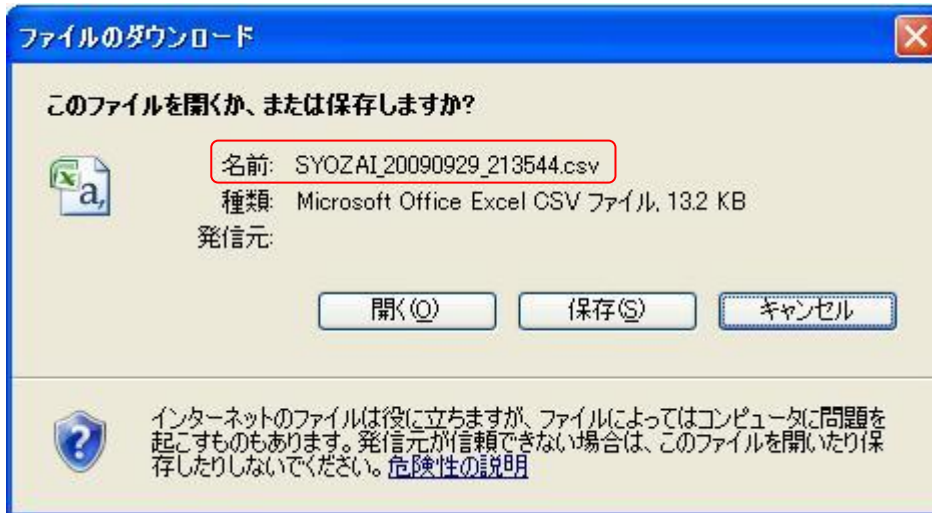 ファイルのダウンロード
このファイルを開くか、または保存しますか?
名前: SYOZAI_20090929_213544.csv
種類: Microsoft Office Excel CSV ファイル, 13.2 KB
発信元:
開く(O) 保存(S) キャンセル
インターネットのファイルは役に立ちますが、ファイルによってはコンピュータに問題を
起こすものもあります。発信元が信頼できない場合は、このファイルを開いたり保
存したりしないでください。危険性の説明